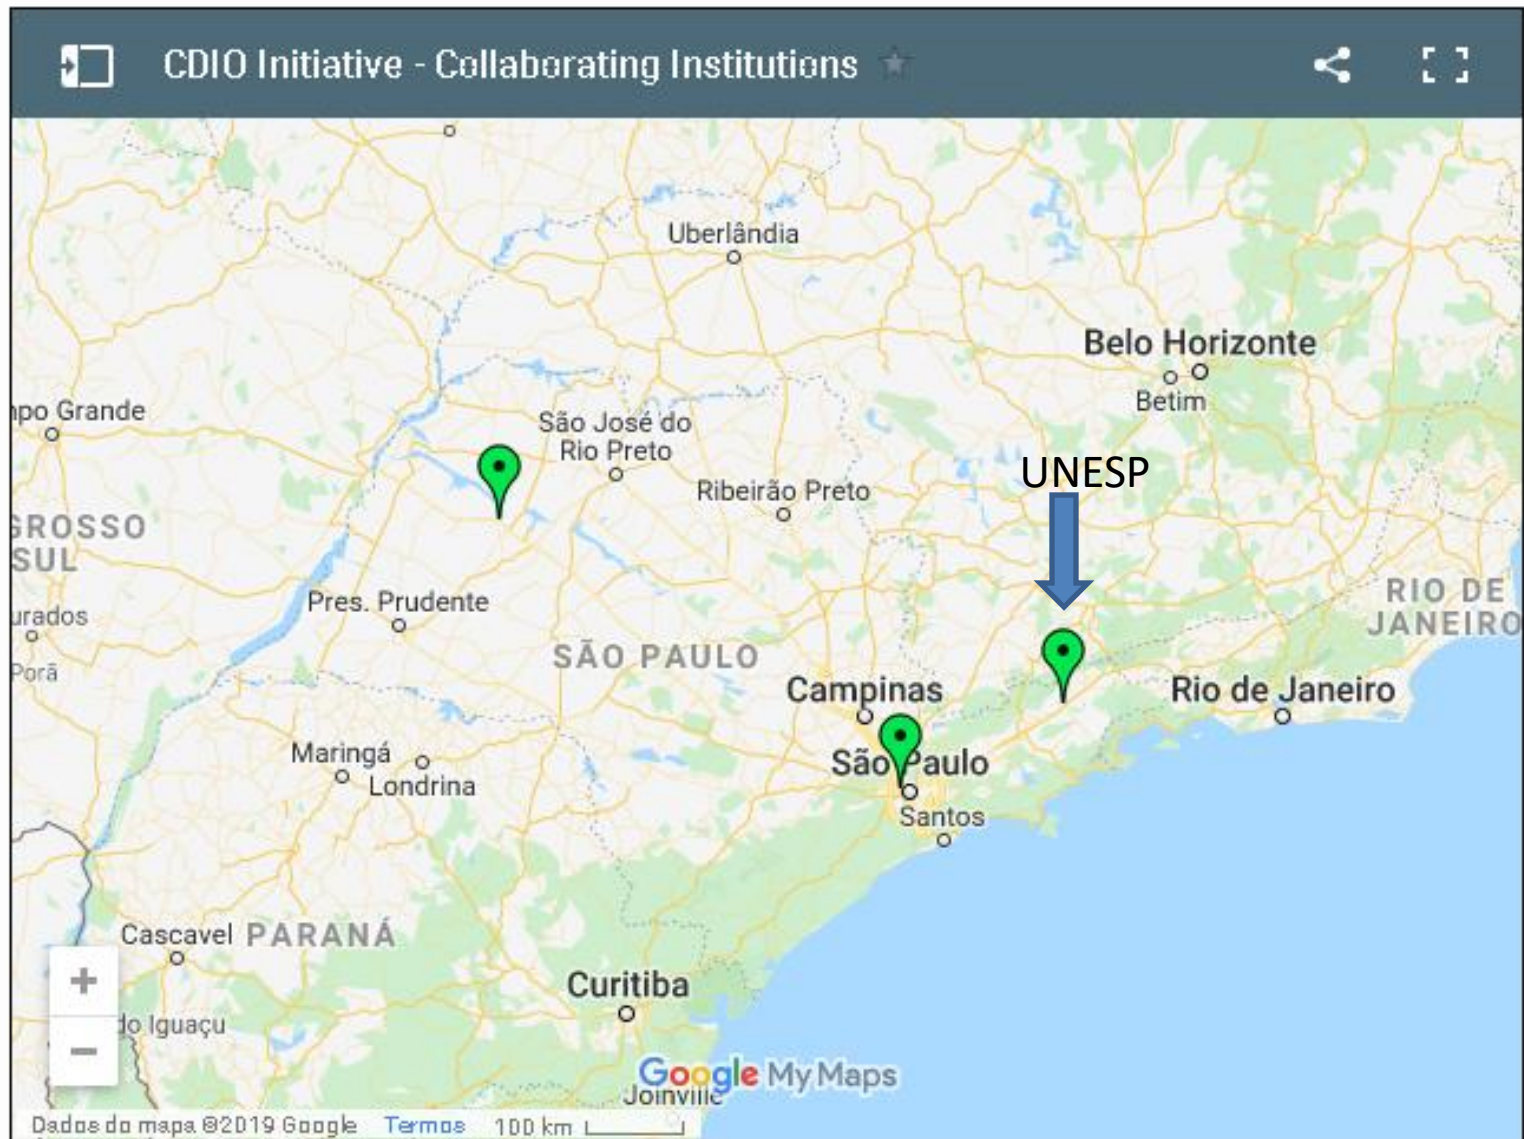 CDIO Initiative - Collaborating Institutions
Uberlândia
Belo Horizonte
Betim
po Grande
São José do
Rio Preto
Ribeirão Preto
UNESP
GROSSO
SUL
RIO DE
JANEIRO
Pres. Prudente
urados
Porã
SÃO PAULO
Campinas
Rio de Janeiro
Maringá
Londrina
São Paulo
Santos
Cascavel
PARANÁ
Curitiba
do Iguaçu
Google My Maps
Joinville
Dados do mapa ©2019 Google Termos 100 km